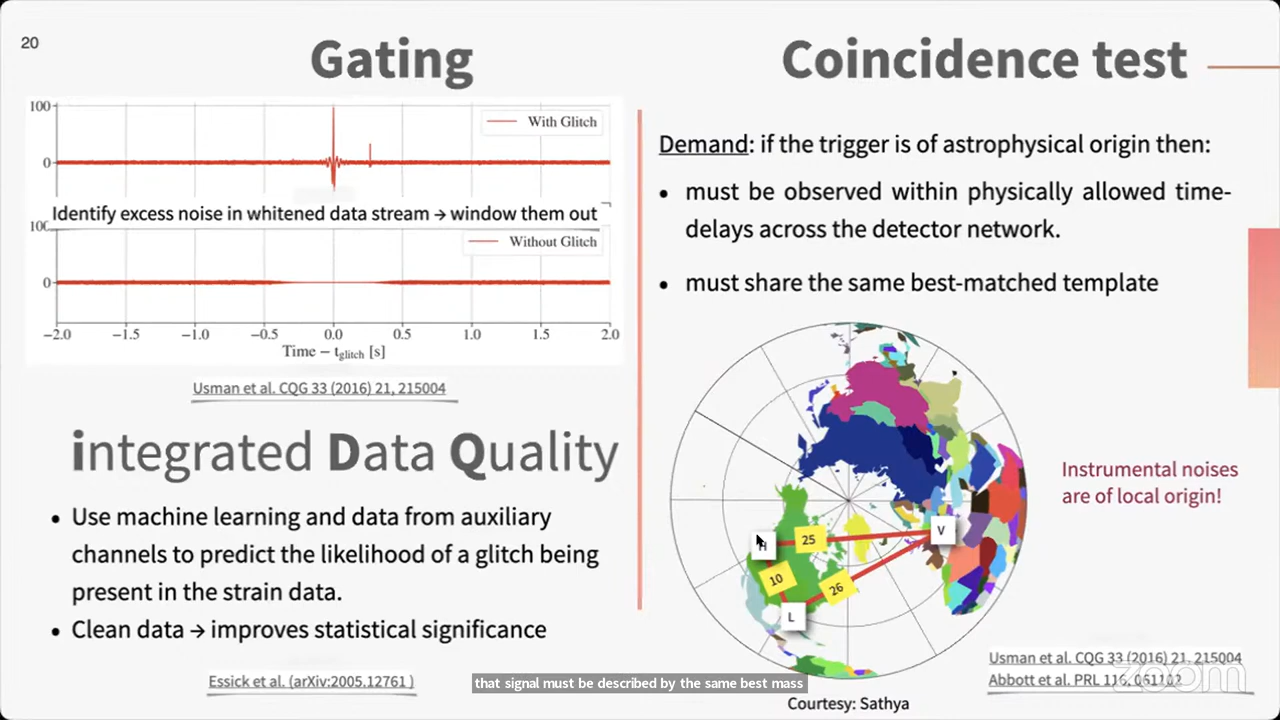 20
Gating
100
With Glitch
0
Identify excess noise in whitened data stream → window them out
100
Without Glitch
0
−2.0 −1.5 −1.0 −0.5 0.0 0.5 1.0 1.5 2.0
Time − tglitch [s]
Usman et al. CQG 33 (2016) 21, 215004
integrated Data Quality
• Use machine learning and data from auxiliary
channels to predict the likelihood of a glitch being
present in the strain data.
• Clean data → improves statistical significance
Essick et al. (arXiv:2005.12761 )
Coincidence test
Demand: if the trigger is of astrophysical origin then:
• must be observed within physically allowed time-
delays across the detector network.
• must share the same best-matched template
Instrumental noises
are of local origin!
H
25
V
10
26
L
Usman et al. CQG 33 (2016) 21, 215004
Abbott et al. PRL 116, 061102
zoom
that signal must be described by the same best mass
Courtesy: Sathya